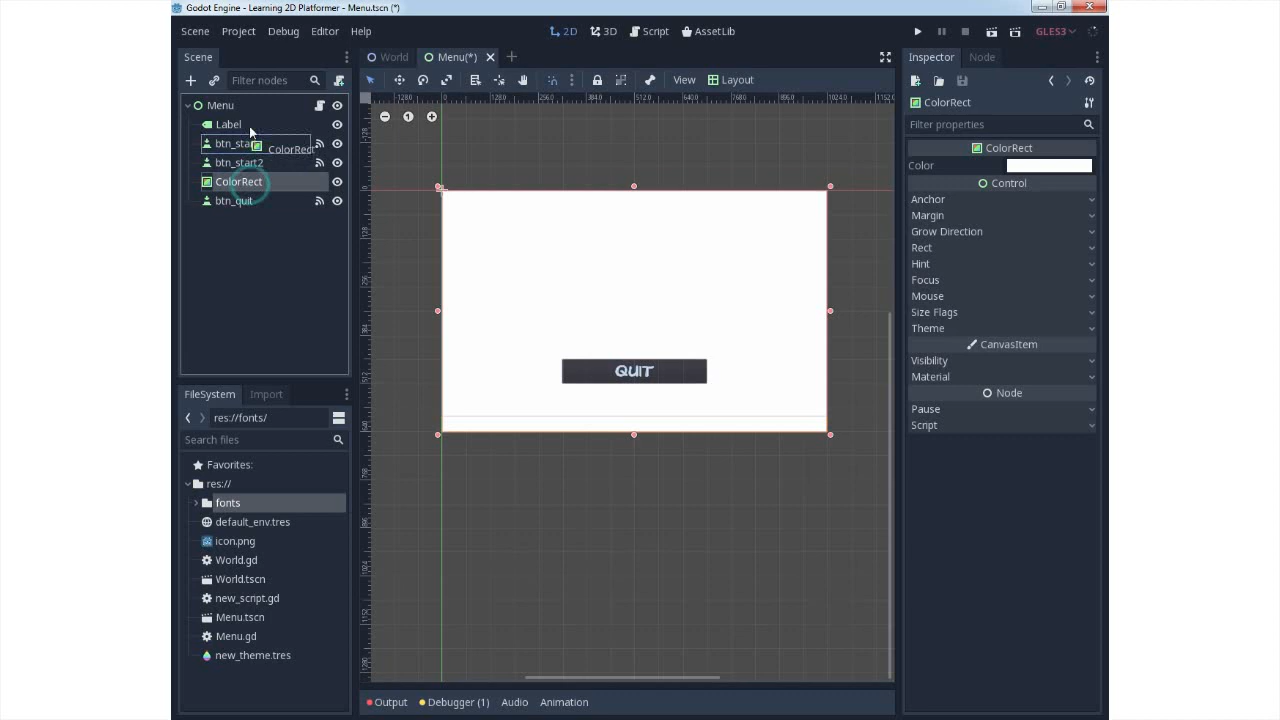 Godot Engine - Learning 2D Platformer - Menu.tscn (*)
Scene Project Debug Editor Help 2D 3D Script AssetLib GLES3
Scene World Menu(*) Inspector Node
Filter nodes View Layout
Menu ColorRect
Label Filter properties
btn_sta ColorRect ColorRect
btn_start2 Color
ColorRect Control
btn_quit Anchor
Margin
Grow Direction
Rect
Hint
Focus
Mouse
Size Flags
Theme
CanvasItem
Visibility
QUIT
Material
FileSystem Import Node
Pause
res://fonts/ Script
Search files
Favorites:
res://
fonts
default_env.tres
icon.png
World.gd
World.tscn
new_script.gd
Menu.tscn
Menu.gd
new_theme.tres
Output Debugger (1) Audio Animation